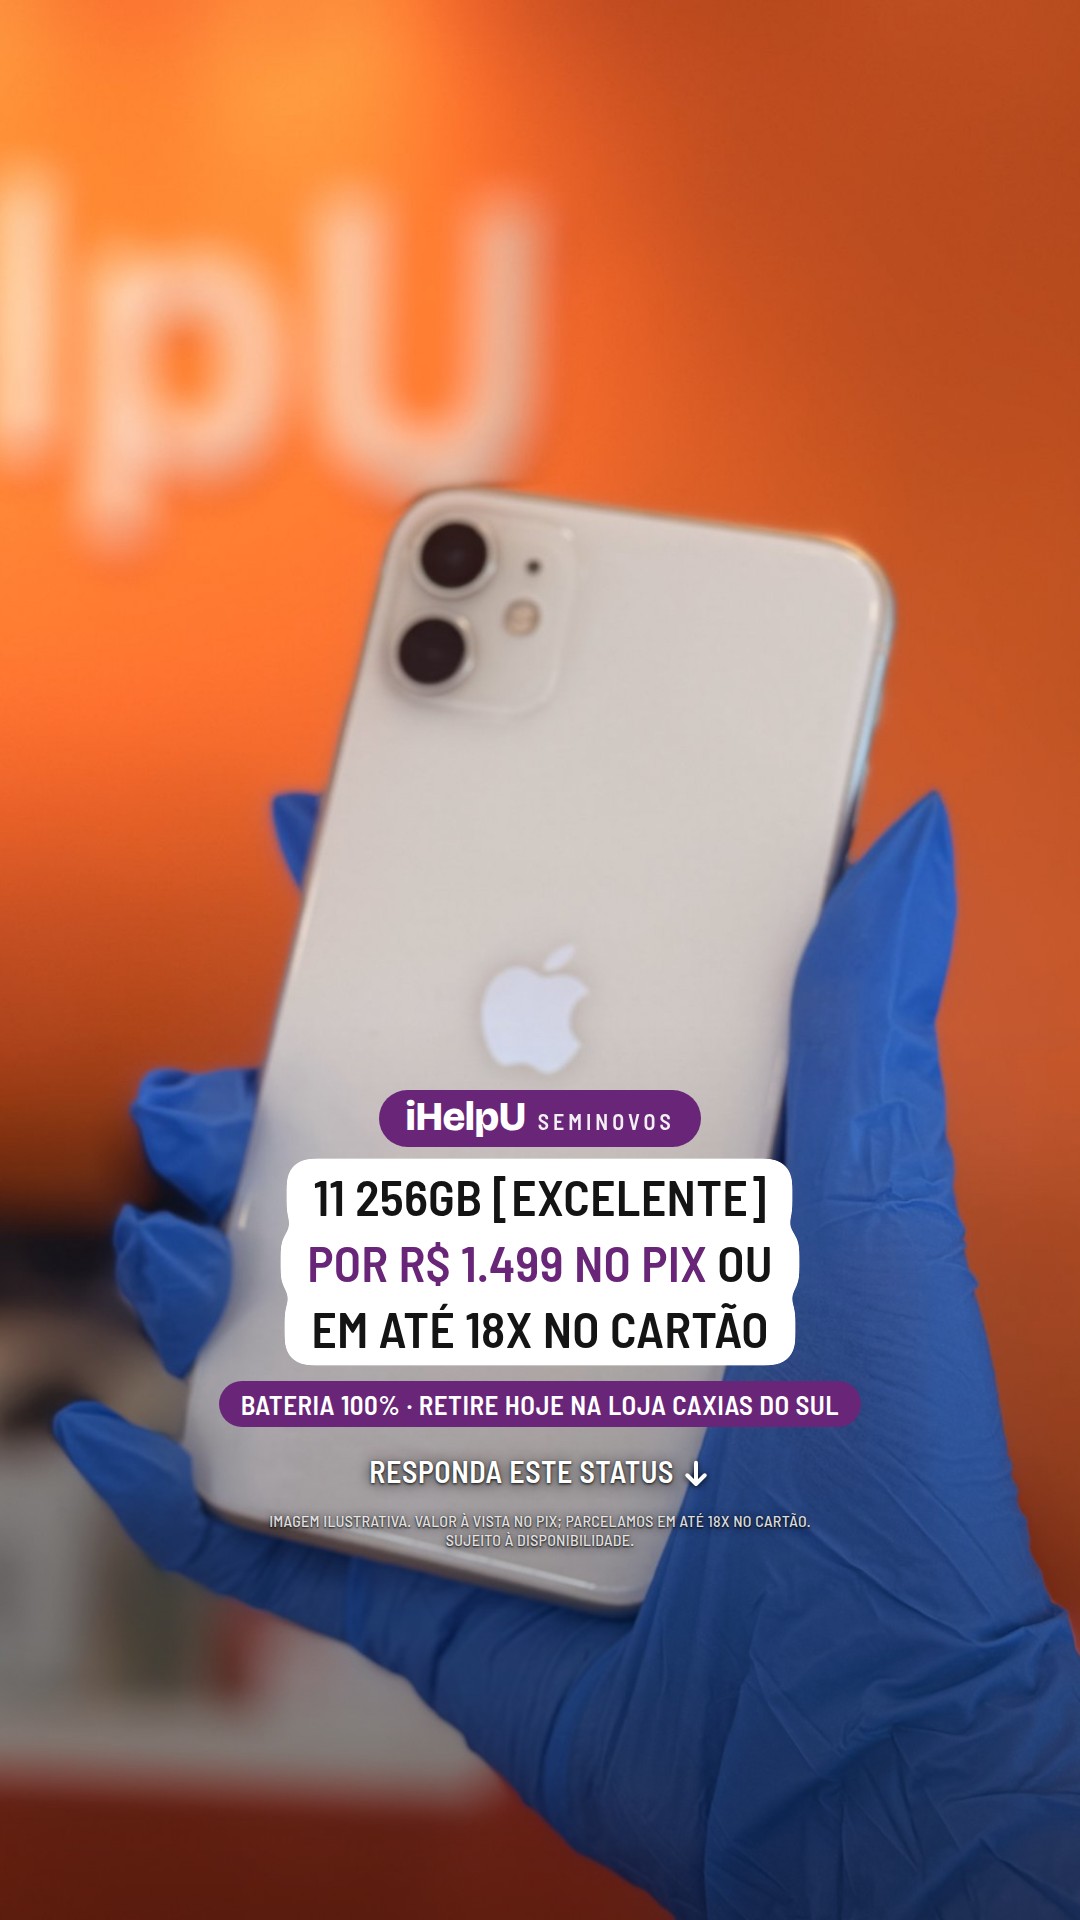 lpU
iHelpU SEMINOVOS
11 256GB [EXCELENTE]
POR R$ 1.499 NO PIX OU
EM ATÉ 18X NO CARTÃO
BATERIA 100% · RETIRE HOJE NA LOJA CAXIAS DO SUL
RESPONDA ESTE STATUS ↓
IMAGEM ILUSTRATIVA. VALOR À VISTA NO PIX; PARCELAMOS EM ATÉ 18X NO CARTÃO.
SUJEITO À DISPONIBILIDADE.